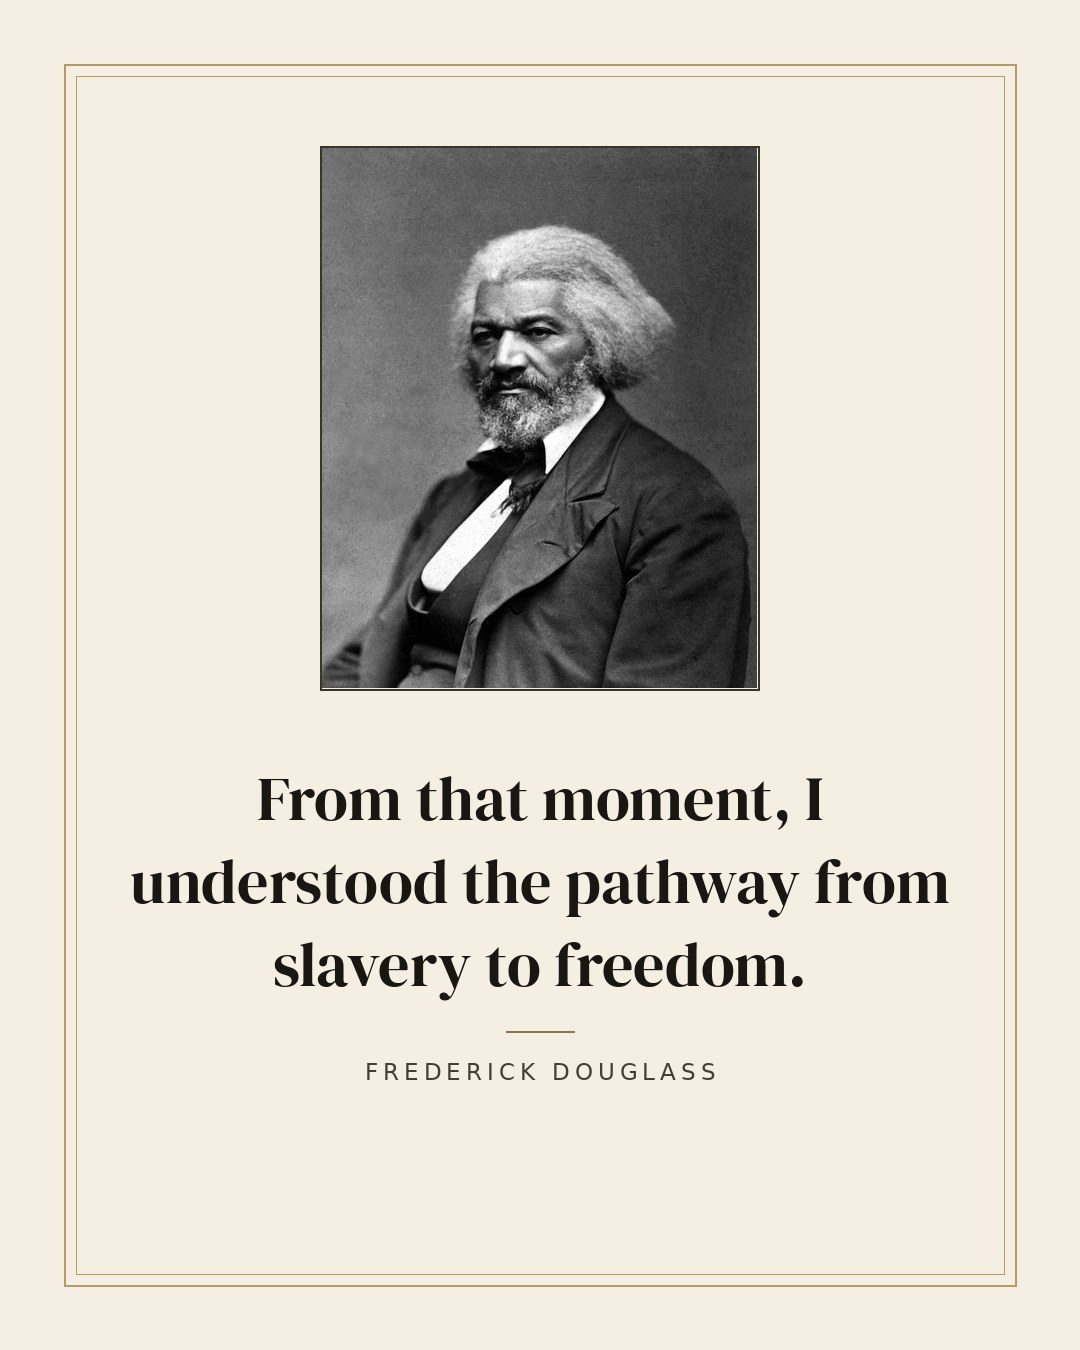 From that moment, I
understood the pathway from
slavery to freedom.
FREDERICK DOUGLASS